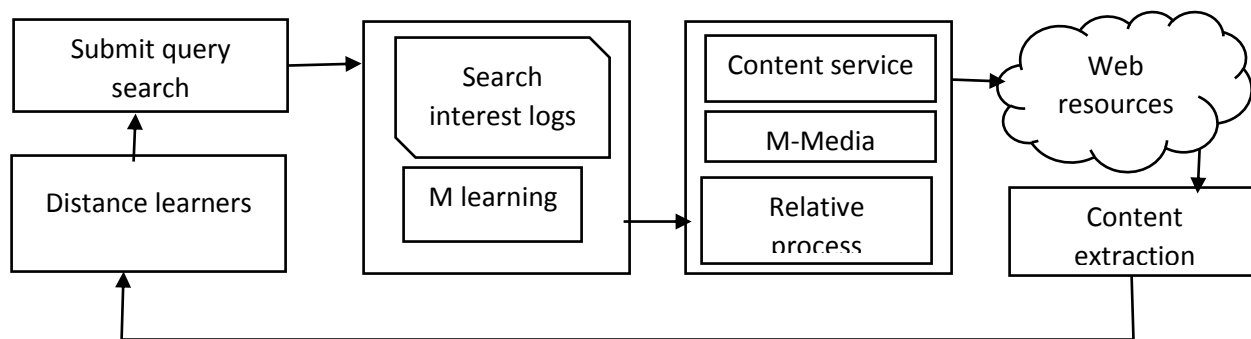 Submit query
search
Distance learners
Search
interest logs
M learning
Content service
M-Media
Relative
process
Web
resources
Content
extraction